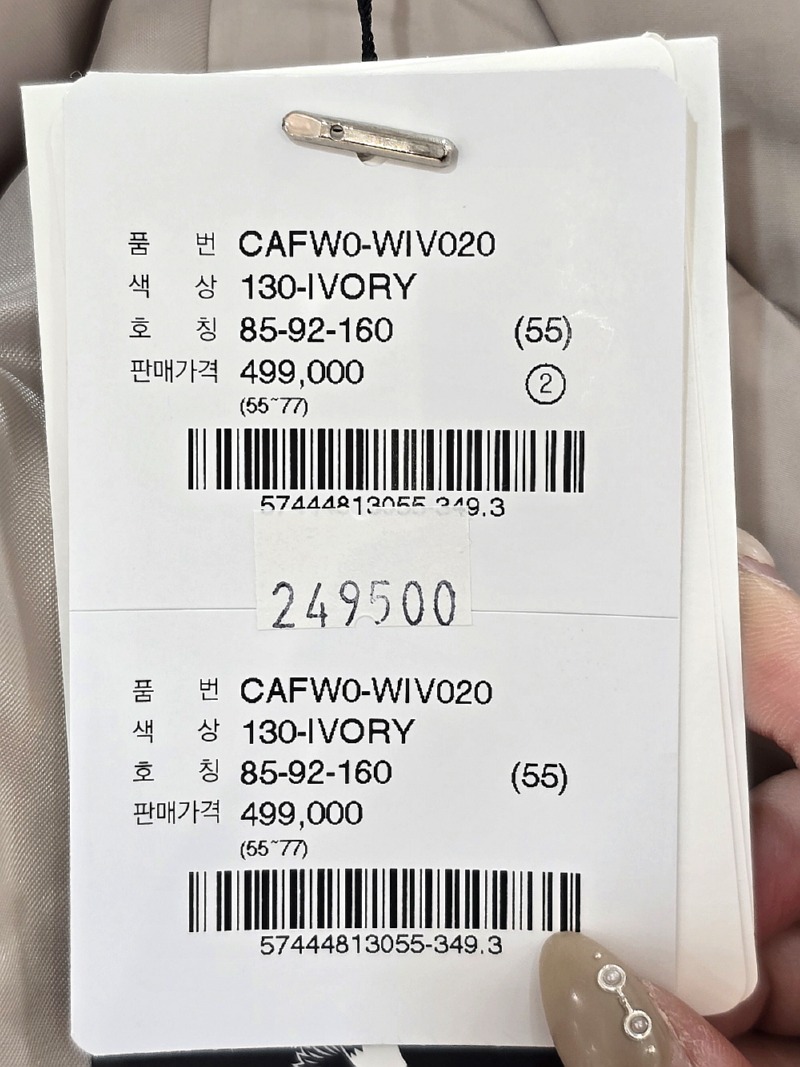 품 번 CAFW0-WIV020
색 상 130-IVORY
호 칭 85-92-160 (55)
판매가격 499,000 ②
(55~77)
57444813055-349.3
249500
품 번 CAFW0-WIV020
색 상 130-IVORY
호 칭 85-92-160 (55)
판매가격 499,000
(55~77)
57444813055-349.3